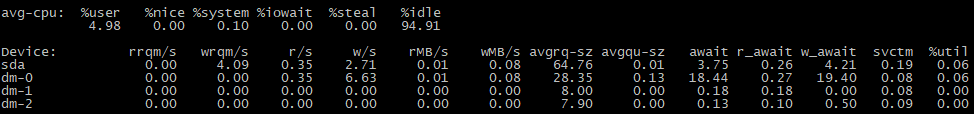 avg-cpu: %user %nice %system %iowait %steal %idle
4.98 0.00 0.10 0.00 0.00 94.91
Device: rrqm/s wrqm/s r/s w/s rMB/s wMB/s avgrq-sz avgqu-sz await r_await w_await svctm %util
sda 0.00 4.09 0.35 2.71 0.01 0.08 64.76 0.01 3.75 0.26 4.21 0.19 0.06
dm-0 0.00 0.00 0.35 6.63 0.01 0.08 28.35 0.13 18.44 0.27 19.40 0.08 0.06
dm-1 0.00 0.00 0.00 0.00 0.00 0.00 8.00 0.00 0.18 0.18 0.00 0.08 0.00
dm-2 0.00 0.00 0.00 0.00 0.00 0.00 7.90 0.00 0.13 0.10 0.50 0.09 0.00